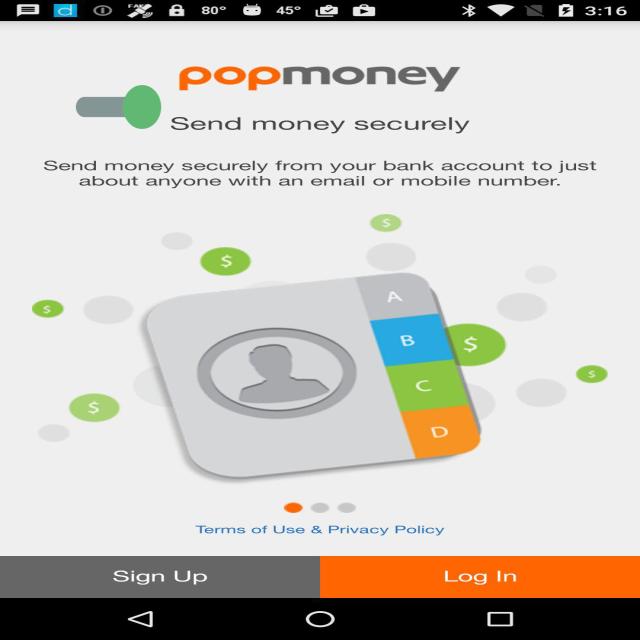 80° 45° 3:16
popmoney
Send money securely
Send money securely from your bank account to just
about anyone with an email or mobile number.
$
$
A
$
B
$
$
C
$
D
Terms of Use & Privacy Policy
Sign Up Log In